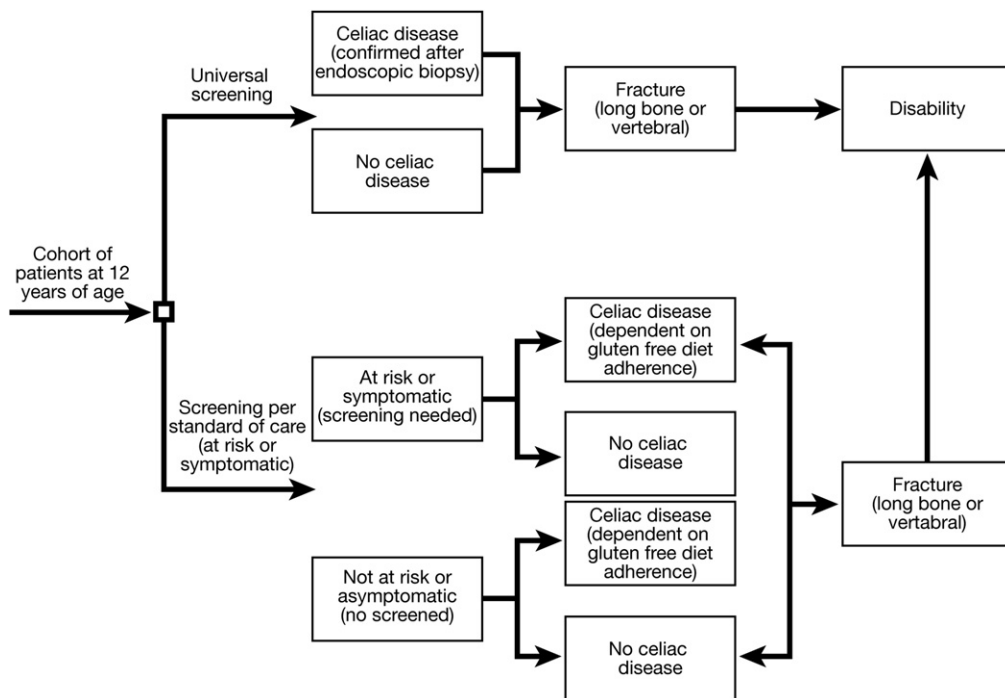 Celiac disease
(confirmed after
endoscopic biopsy)
Universal
screening
Fracture
(long bone or
vertebral)
Disability
No celiac
disease
Cohort of
patients at 12
years of age
Celiac disease
(dependent on
gluten free diet
adherence)
At risk or
symptomatic
(screening needed)
Screening per
standard of care
(at risk or
symptomatic)
No celiac
disease
Fracture
(long bone or
vertabral)
Celiac disease
(dependent on
gluten free diet
adherence)
Not at risk or
asymptomatic
(no screened)
No celiac
disease